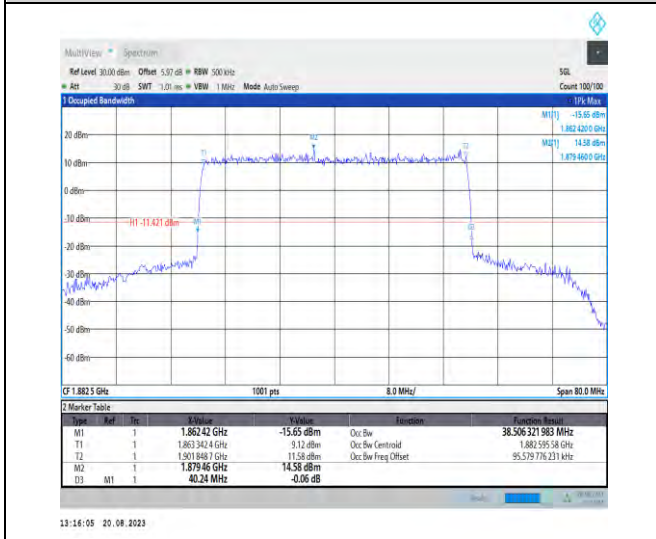 MultiView Spectrum
Ref Level 30.00 dBm Offset 5.97 dB RBW 500 kHz SGL
Att 30 dB SWT 1.01 ms VBW 1 MHz Mode Auto Sweep Count 100/100
1 Occupied Bandwidth 1Pk Max
M1[1] -15.65 dBm
1.862 420 0 GHz
M2[1] 14.58 dBm
1.879 460 0 GHz
20 dBm
M2
T1 T2
10 dBm
0 dBm
-10 dBm
H1 -11.421 dBm
M1
D3
-20 dBm
-30 dBm
-40 dBm
-50 dBm
-60 dBm
CF 1.882 5 GHz 1001 pts 8.0 MHz/ Span 80.0 MHz
2 Marker Table
Type Ref Trc X-Value Y-Value Function Function Result
M1 1 1.862 42 GHz -15.65 dBm Occ Bw 38.506 321 983 MHz
T1 1 1.863 342 4 GHz 9.12 dBm Occ Bw Centroid 1.882 595 58 GHz
T2 1 1.901 848 7 GHz 11.58 dBm Occ Bw Freq Offset 95.579 776 231 kHz
M2 1 1.879 46 GHz 14.58 dBm
D3 M1 1 40.24 MHz -0.06 dB
13:16:05 20.08.2023